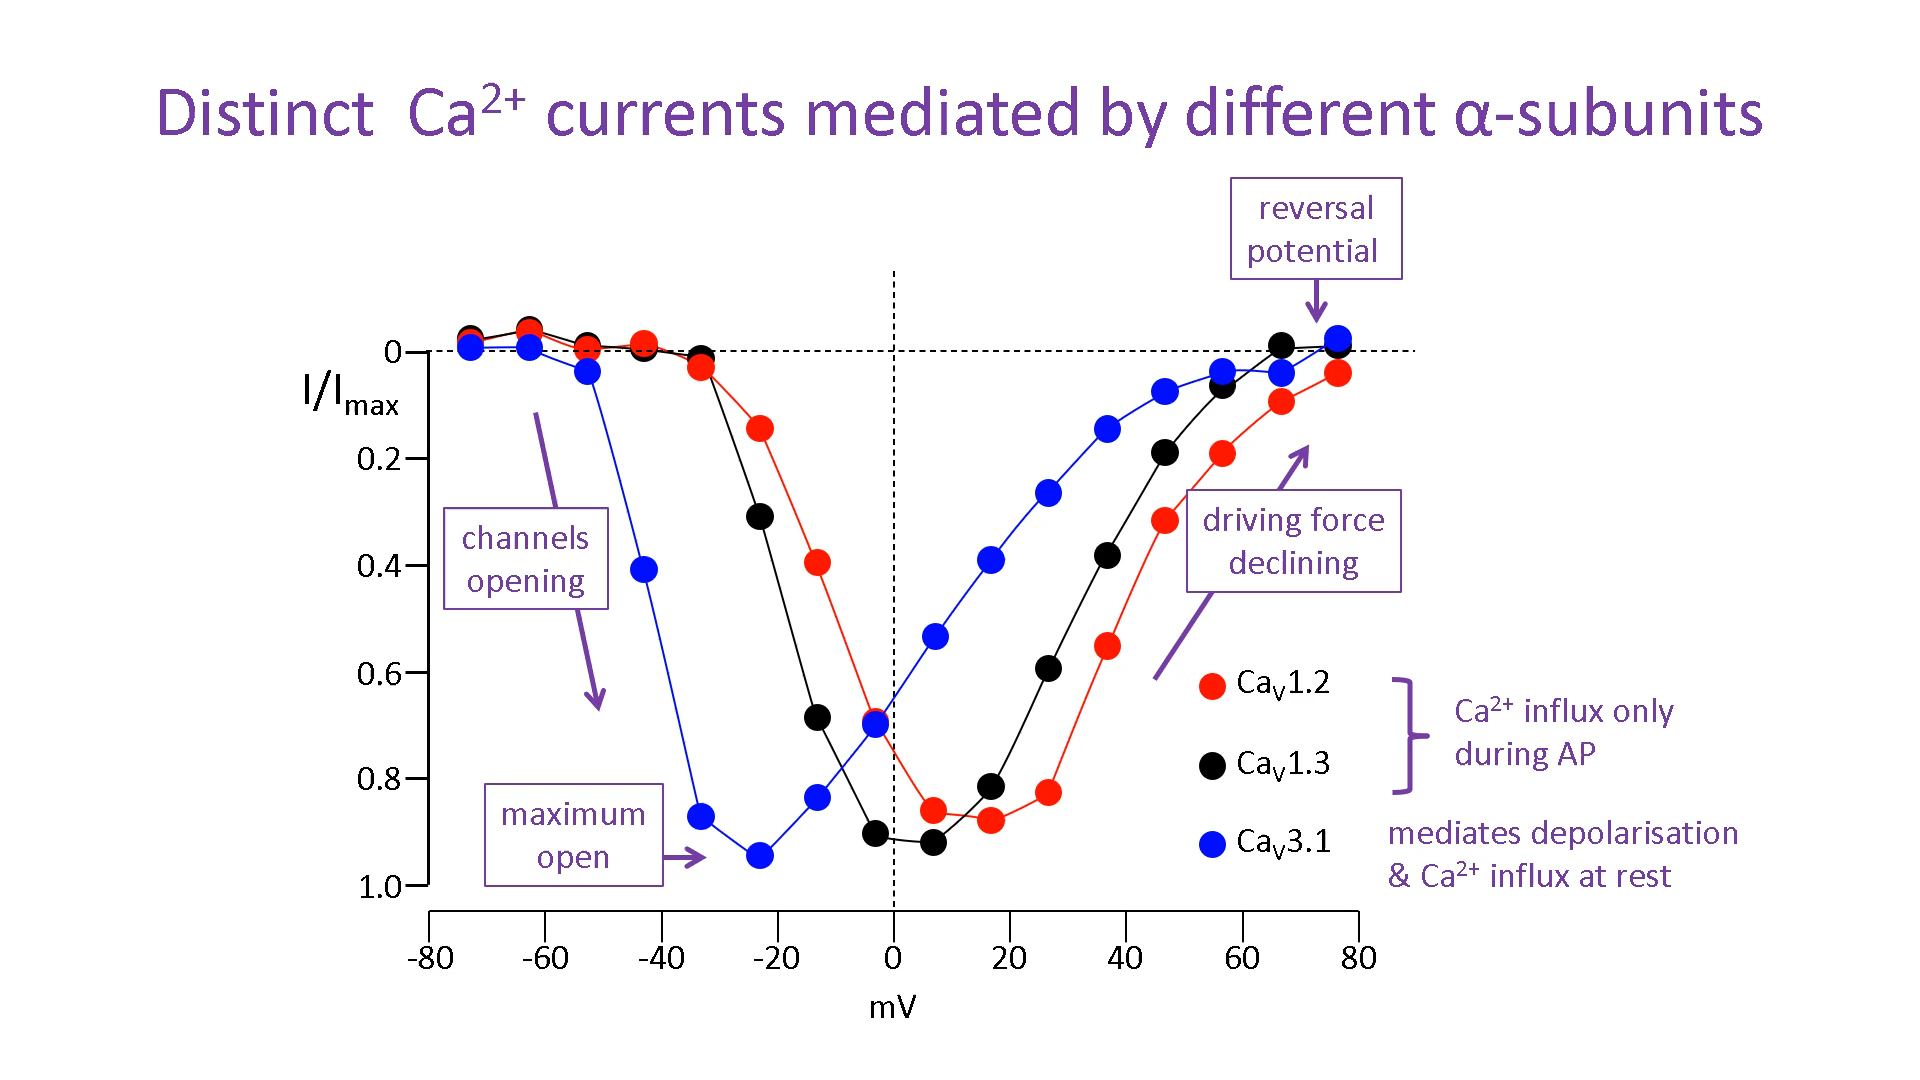 Distinct Ca²⁺ currents mediated by different α-subunits
reversal
potential
0
I/Imax
0.2
0.4
0.6
0.8
1.0
channels
opening
driving force
declining
maximum
open
CaV1.2
CaV1.3
CaV3.1
Ca²⁺ influx only
during AP
mediates depolarisation
& Ca²⁺ influx at rest
-80 -60 -40 -20 0 20 40 60 80
mV